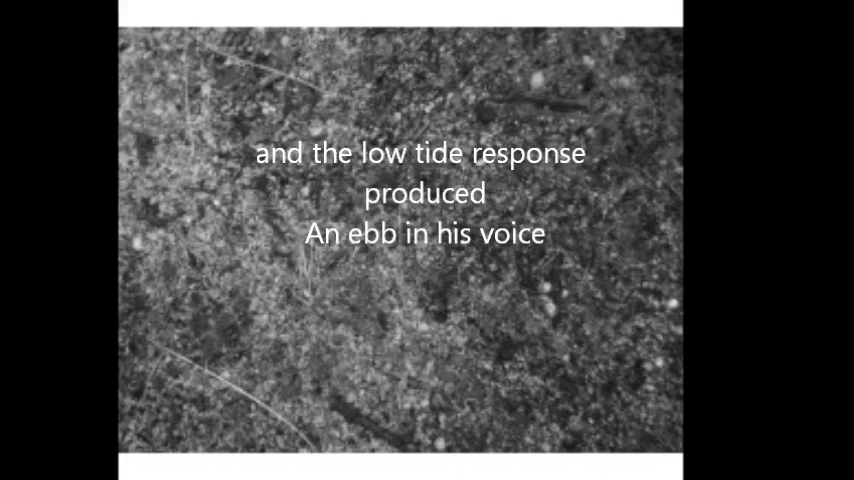 and the low tide response
produced
An ebb in his voice